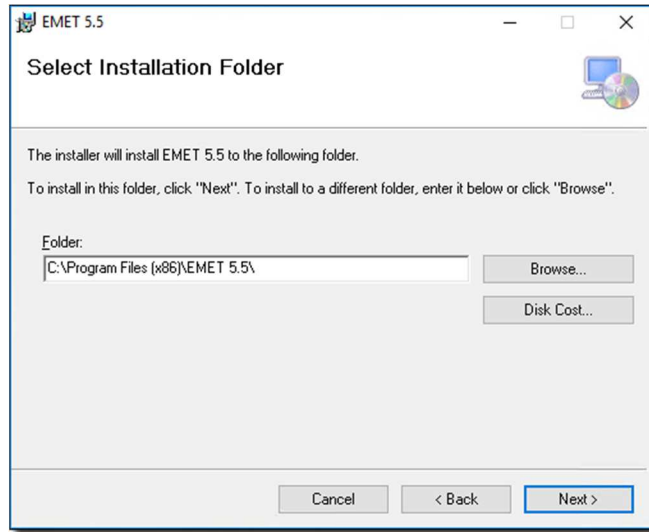 EMET 5.5
Select Installation Folder
The installer will install EMET 5.5 to the following folder.
To install in this folder, click "Next". To install to a different folder, enter it below or click "Browse".
Folder:
C:\Program Files (x86)\EMET 5.5\
Browse...
Disk Cost...
Cancel
< Back
Next >